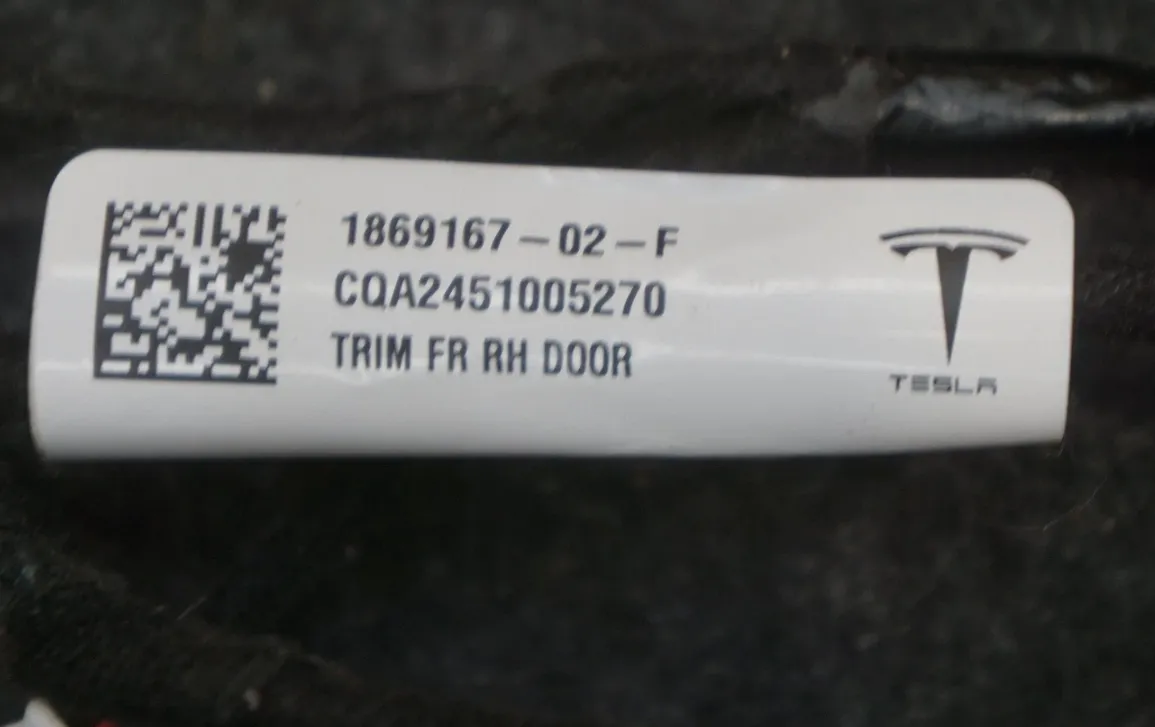 1869167-02-F
CQA2451005270
TRIM FR RH DOOR
TESLA